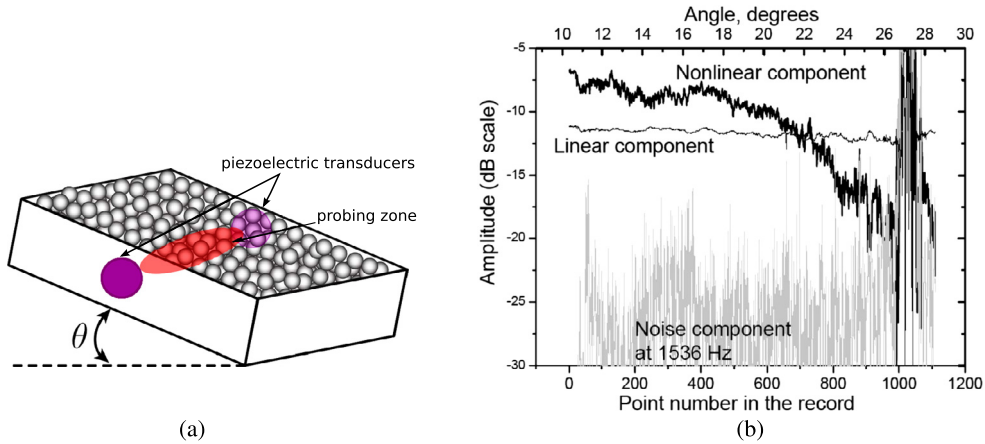 piezoelectric transducers
probing zone
θ
(a)
Angle, degrees
10 12 14 16 18 20 22 24 26 28 30
-5
-10
-15
-20
-25
-30
Amplitude (dB scale)
Nonlinear component
Linear component
Noise component
at 1536 Hz
0 200 400 600 800 1000 1200
Point number in the record
(b)